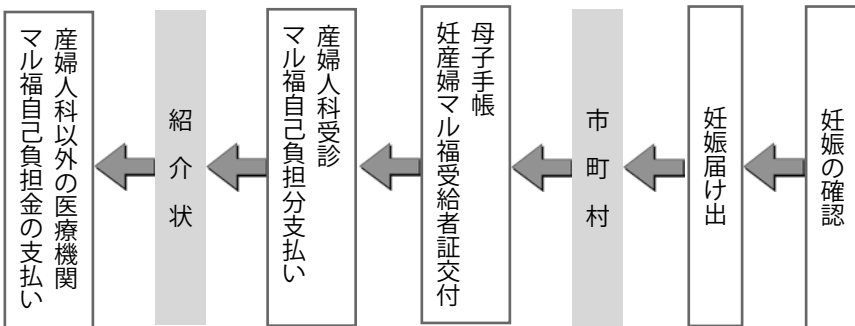 妊娠の確認
妊娠届け出
市町村
母子手帳
妊産婦マル福受給者証交付
産婦人科受診
マル福自己負担分支払い
紹介状
産婦人科以外の医療機関
マル福自己負担金の支払い